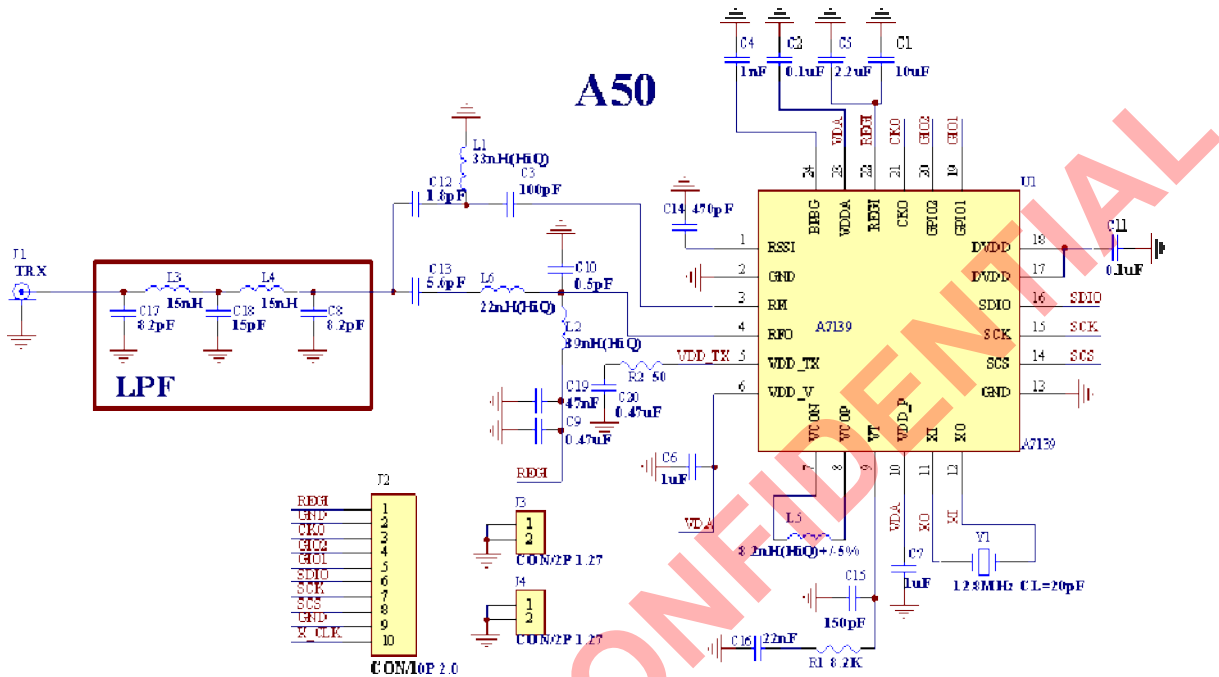 A50
C4
1nF
C2
0.1uF
C5
2.2uF
C1
10uF
VDA
REGI
CKO
GIO2
GIO1
24
23
22
21
20
19
U1
BPBG
VDDA
REGI
CKO
GPIO2
GPIO1
L1
33nH(HiQ)
C12
1.8pF
C3
100pF
C14 470pF
1
RSSI
2
GND
3
RFI
4
RFO
5
VDD_TX
6
VDD_V
A7139
DVDD
18
DVDD
17
SDIO
16
SDIO
SCK
15
SCK
SCS
14
SCS
GND
13
C11
0.1uF
J1
TRX
L3
15nH
L4
15nH
C17
8.2pF
C18
15pF
C8
8.2pF
LPF
C13
5.6pF
L6
22nH(HiQ)
C10
0.5pF
L2
39nH(HiQ)
VDD_TX
R2 50
C20
0.47uF
C19
47nF
C9
0.47uF
REGI
VCON
VCOP
VT
VDD_P
XI
XO
A7139
7
8
9
10
11
12
C6
1uF
VDA
L5
8.2nH(HiQ)+/-5%
VDA
C7
1uF
XO
XI
Y1
12.8MHz CL=20pF
C15
150pF
C16
22nF
R1 8.2K
J2
REGI
1
GND
2
CKO
3
GIO2
4
GIO1
5
SDIO
6
SCK
7
SCS
8
GND
9
X_CLK
10
CON/10P 2.0
J3
1
2
CON/2P 1.27
J4
1
2
CON/2P 1.27
CONFIDENTIAL